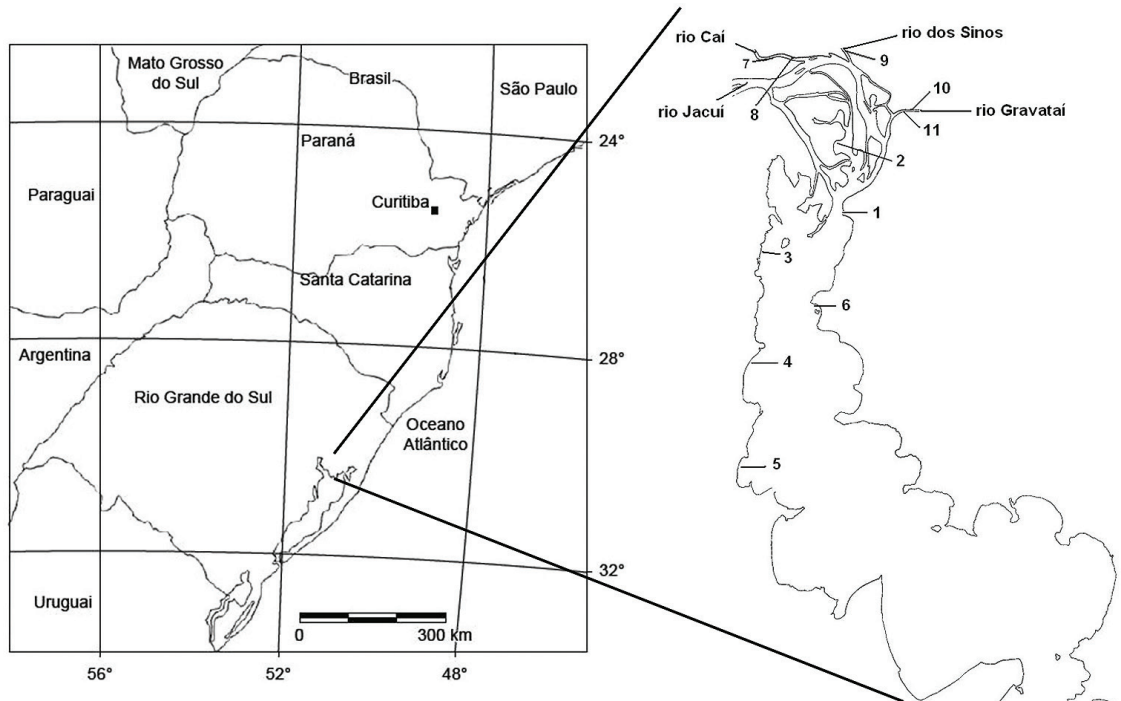 Mato Grosso
do Sul
Brasil
São Paulo
Paraná
24°
Paraguai
Curitiba
Santa Catarina
Argentina
28°
Rio Grande do Sul
Oceano
Atlântico
32°
Uruguai
0 300 km
56° 52° 48°
rio Caí
rio dos Sinos
7
9
10
rio Jacuí
8
rio Gravataí
11
2
1
3
6
4
5